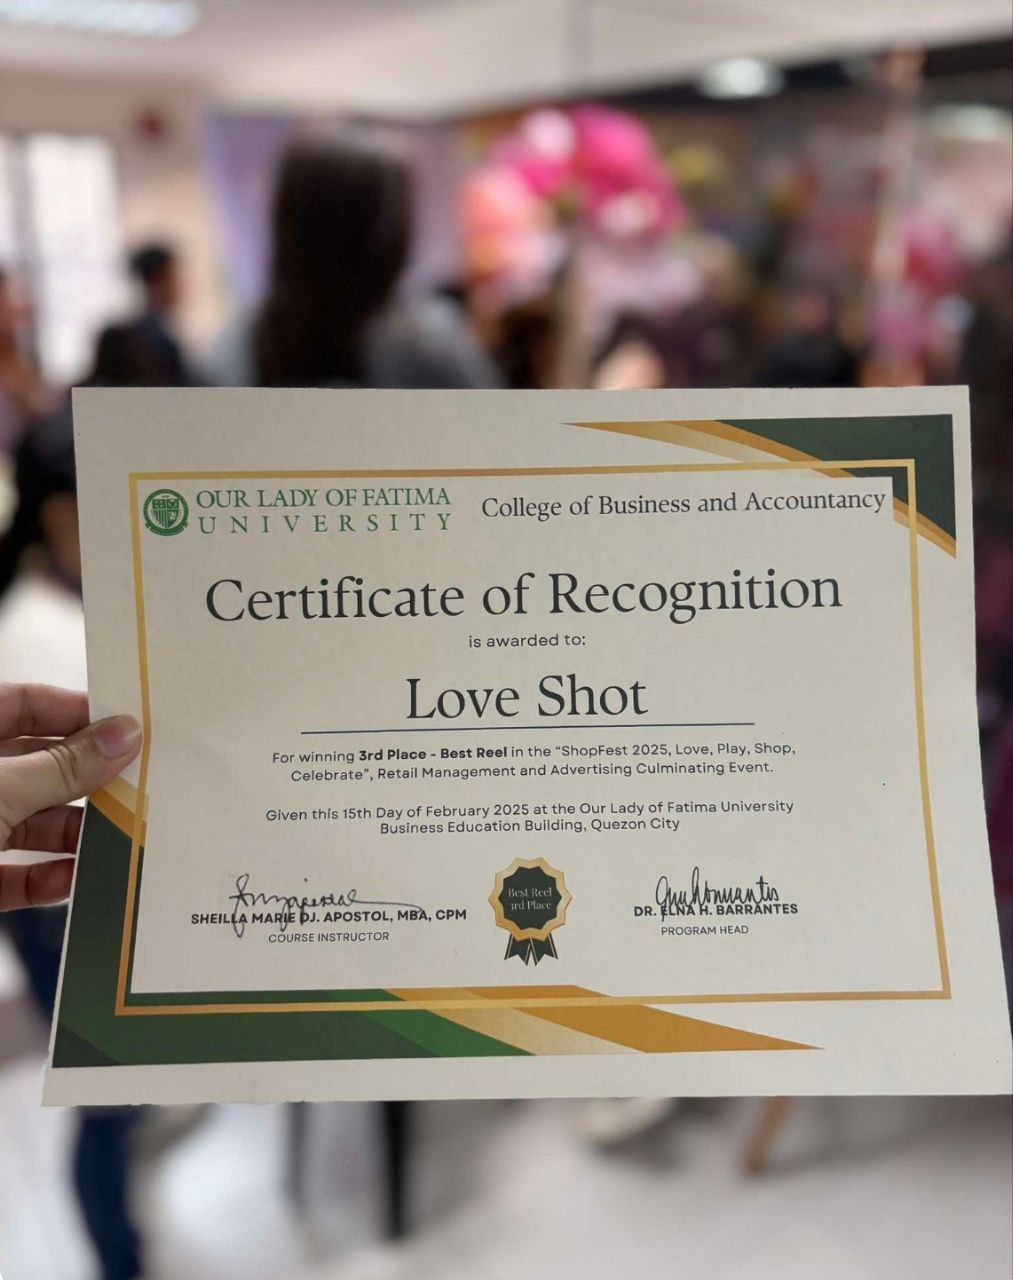 OUR LADY OF FATIMA
UNIVERSITY
College of Business and Accountancy
Certificate of Recognition
is awarded to:
Love Shot
For winning 3rd Place - Best Reel in the “ShopFest 2025, Love, Play, Shop,
Celebrate”, Retail Management and Advertising Culminating Event.
Given this 15th Day of February 2025 at the Our Lady of Fatima University
Business Education Building, Quezon City
SHEILLA MARIE DJ. APOSTOL, MBA, CPM
COURSE INSTRUCTOR
Best Reel
3rd Place
DR. ELNA H. BARRANTES
PROGRAM HEAD